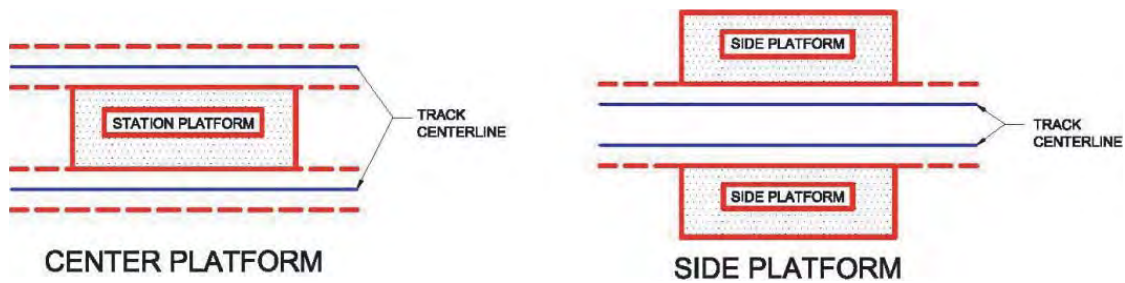 STATION PLATFORM
TRACK
CENTERLINE
CENTER PLATFORM
SIDE PLATFORM
TRACK
CENTERLINE
SIDE PLATFORM
SIDE PLATFORM